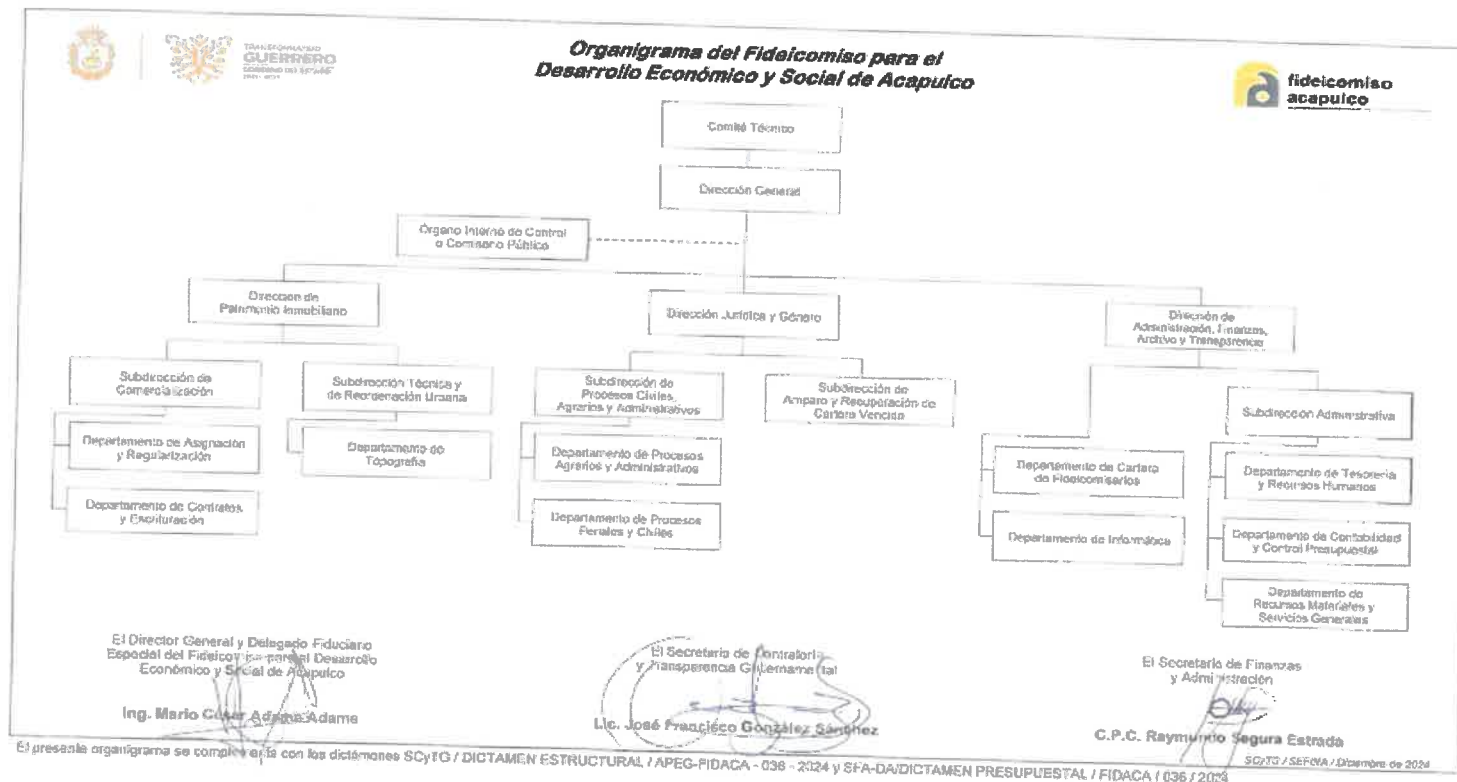 TRANSFORMANDO
GUERRERO
GOBIERNO DEL ESTADO
Organigrama del Fideicomiso para el
Desarrollo Económico y Social de Acapulco
fideicomiso
acapulco
Comité Técnico
Dirección General
Órgano Interno de Control
o Comisario Público
Dirección de
Patrimonio Inmobiliario
Dirección Jurídica y Género
Dirección de
Administración, Finanzas,
Archivo y Transparencia
Subdirección de
Comercialización
Subdirección Técnica y
de Reordenación Urbana
Subdirección de
Procesos Civiles,
Agrarios y Administrativos
Subdirección de
Amparo y Recuperación de
Cartera Vencida
Subdirección Administrativa
Departamento de Asignación
y Regularización
Departamento de
Topografía
Departamento de Procesos
Agrarios y Administrativos
Departamento de Cartera
de Fideicomisarios
Departamento de Tesorería
y Recursos Humanos
Departamento de Contratos
y Escrituración
Departamento de Procesos
Penales y Civiles
Departamento de Informática
Departamento de Contabilidad
y Control Presupuestal
Departamento de
Recursos Materiales y
Servicios Generales
El Director General y Delegado Fiduciario
Especial del Fideicomiso para el Desarrollo
Económico y Social de Acapulco
Ing. Mario César Adame Adame
El Secretario de Contraloría
y Transparencia Gubernamental
Lic. José Francisco González Sánchez
El Secretario de Finanzas
y Administración
C.P.C. Raymundo Segura Estrada
SCyTG / SEFINA / Diciembre de 2024
El presente organigrama se complementa con los dictámenes SCyTG / DICTAMEN ESTRUCTURAL / APEG-FIDACA - 036 - 2024 y SFA-DA/DICTAMEN PRESUPUESTAL / FIDACA / 036 / 2024